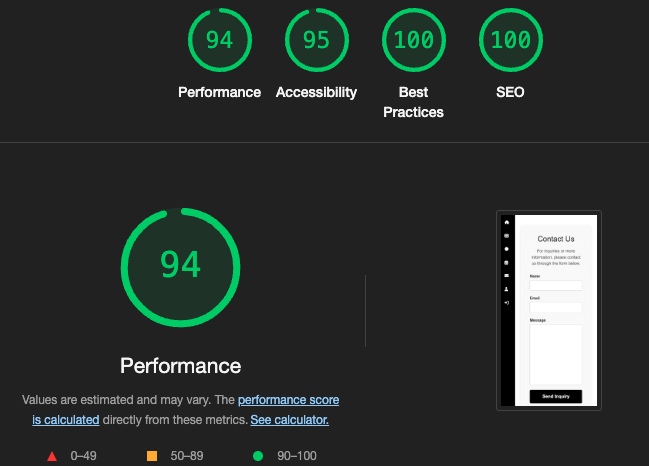 94 95 100 100
Performance Accessibility Best Practices SEO
94
Performance
Values are estimated and may vary. The performance score
is calculated directly from these metrics. See calculator.
0–49 50–89 90–100
Contact Us
For inquiries or more
information, please contact
us through the form below.
Name
Email
Message
Send Inquiry